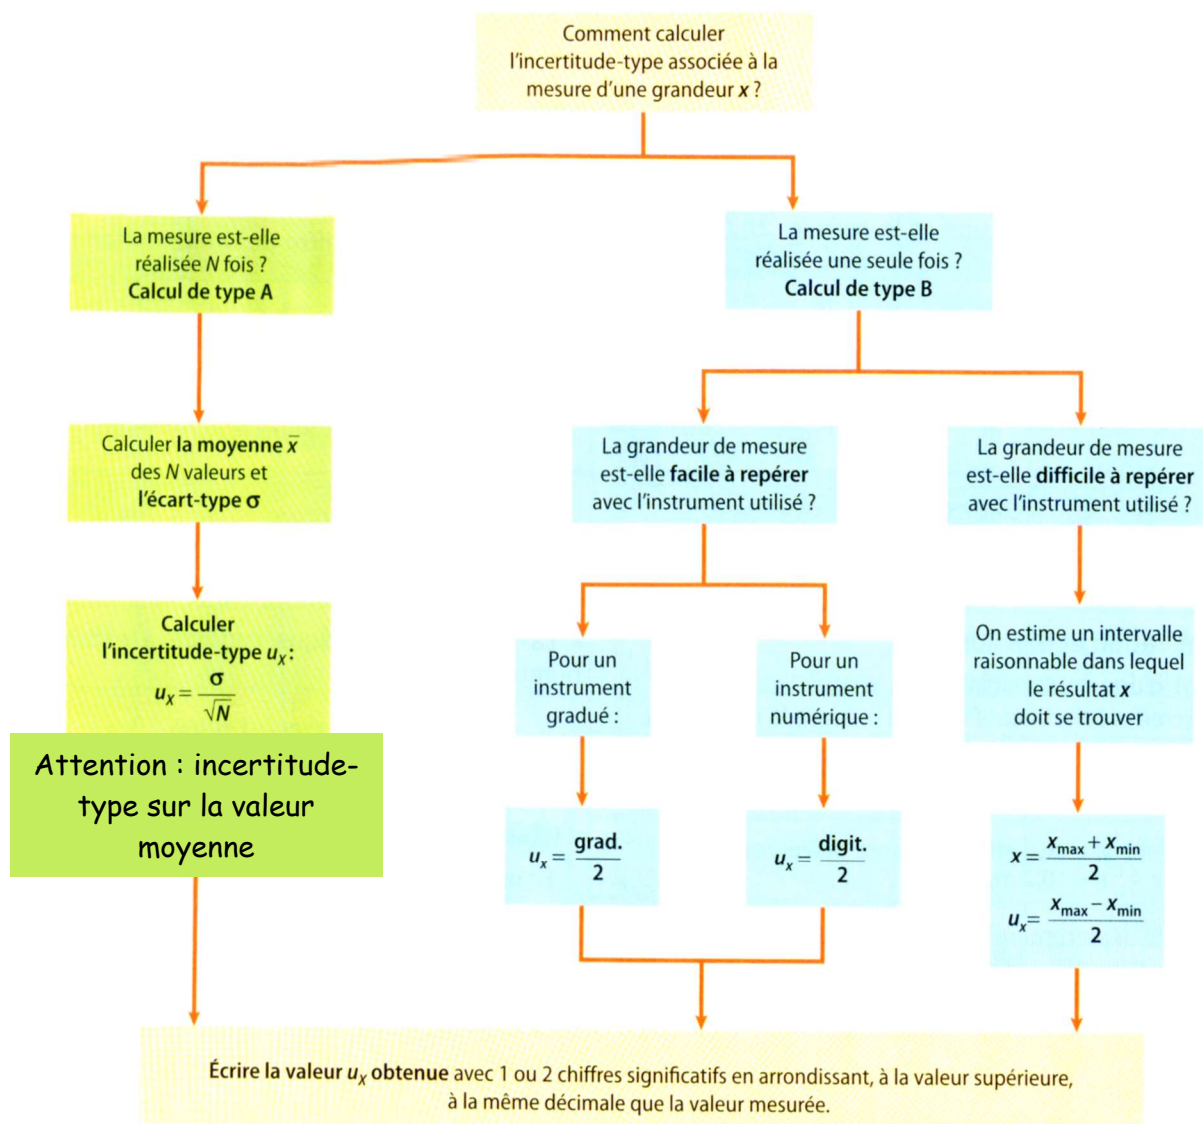 Comment calculer
l'incertitude-type associée à la
mesure d'une grandeur x ?
La mesure est-elle
réalisée N fois ?
Calcul de type A
La mesure est-elle
réalisée une seule fois ?
Calcul de type B
Calculer la moyenne x̄
des N valeurs et
l'écart-type σ
La grandeur de mesure
est-elle facile à repérer
avec l'instrument utilisé ?
La grandeur de mesure
est-elle difficile à repérer
avec l'instrument utilisé ?
Calculer
l'incertitude-type uₓ :
uₓ = σ/√N
Attention : incertitude-
type sur la valeur
moyenne
Pour un
instrument
gradué :
Pour un
instrument
numérique :
On estime un intervalle
raisonnable dans lequel
le résultat x
doit se trouver
uₓ = grad./2
uₓ = digit./2
x = (x_max + x_min)/2
uₓ = (x_max − x_min)/2
Écrire la valeur uₓ obtenue avec 1 ou 2 chiffres significatifs en arrondissant, à la valeur supérieure,
à la même décimale que la valeur mesurée.